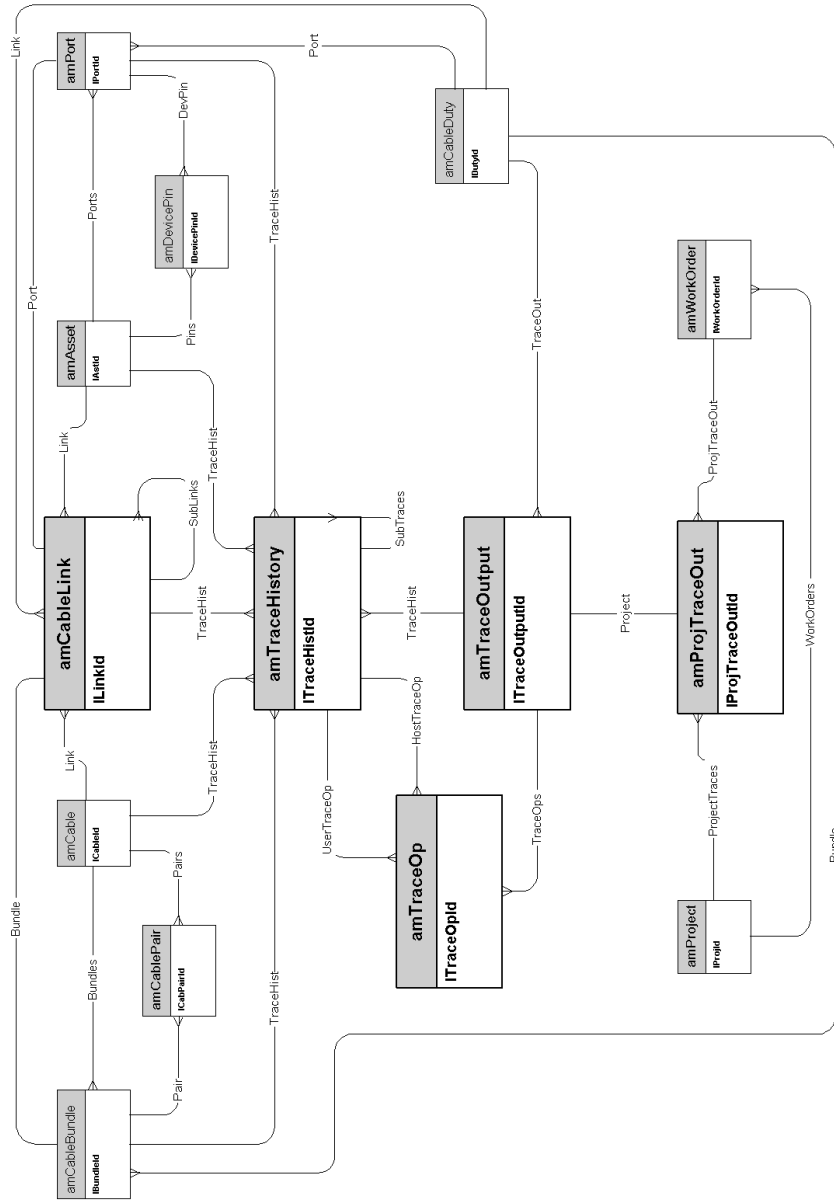 Bundle
Link
Port
amCableBundle
lBundleId
amCable
lCableId
amCableLink
lLinkId
amAsset
lAstId
amPort
lPortId
Link
Link
Bundles
Ports
Pair
Pairs
SubLinks
Pins
DevPin
amCablePair
lCabPairId
amDevicePin
lDevicePinId
TraceHist
TraceHist
TraceHist
TraceHist
TraceHist
amTraceHistory
lTraceHistId
Port
UserTraceOp
HostTraceOp
TraceHist
SubTraces
amTraceOp
lTraceOpId
amCableDuty
lDutyId
amTraceOutput
lTraceOutputId
TraceOps
TraceOut
Project
amProject
lProjId
amProjTraceOut
lProjTraceOutId
amWorkOrder
lWorkOrderId
ProjectTraces
ProjTraceOut
WorkOrders
Bundle